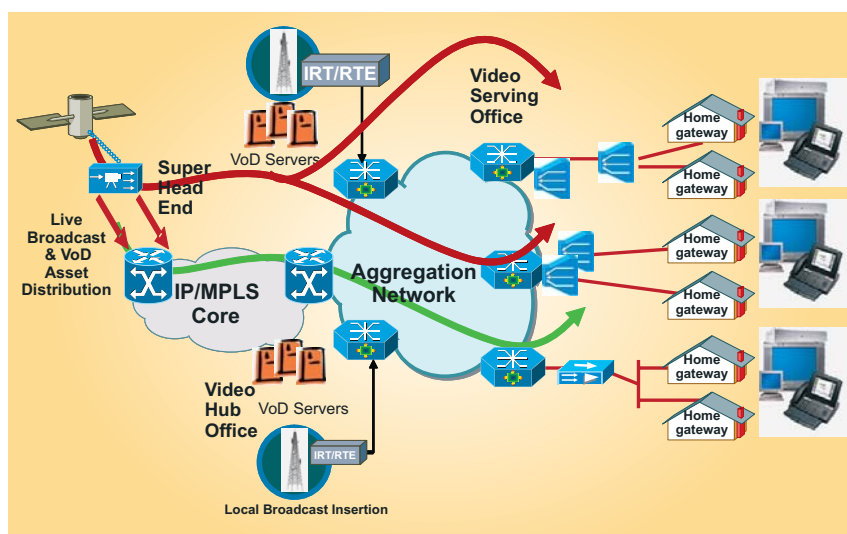 IRT/RTE
VoD Servers
Super
Head
End
Live
Broadcast
& VoD
Asset
Distribution
IP/MPLS
Core
Aggregation
Network
Video
Serving
Office
Home
gateway
Home
gateway
Home
gateway
Home
gateway
Home
gateway
Home
gateway
Video
Hub
Office
VoD Servers
IRT/RTE
Local Broadcast Insertion